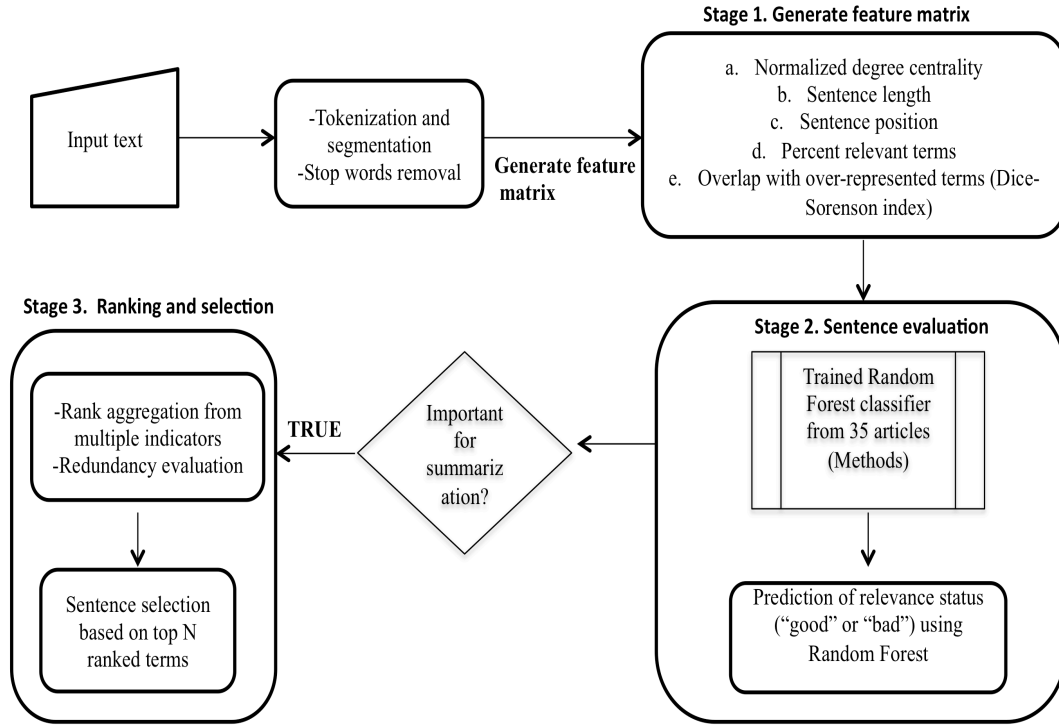 Stage 1. Generate feature matrix
a. Normalized degree centrality
b. Sentence length
c. Sentence position
d. Percent relevant terms
e. Overlap with over-represented terms (Dice-
Sorenson index)
Input text
-Tokenization and
segmentation
-Stop words removal
Generate feature
matrix
Stage 3. Ranking and selection
-Rank aggregation from
multiple indicators
-Redundancy evaluation
Sentence selection
based on top N
ranked terms
TRUE
Important
for
summariz
ation?
Stage 2. Sentence evaluation
Trained Random
Forest classifier
from 35 articles
(Methods)
Prediction of relevance status
(“good” or “bad”) using
Random Forest